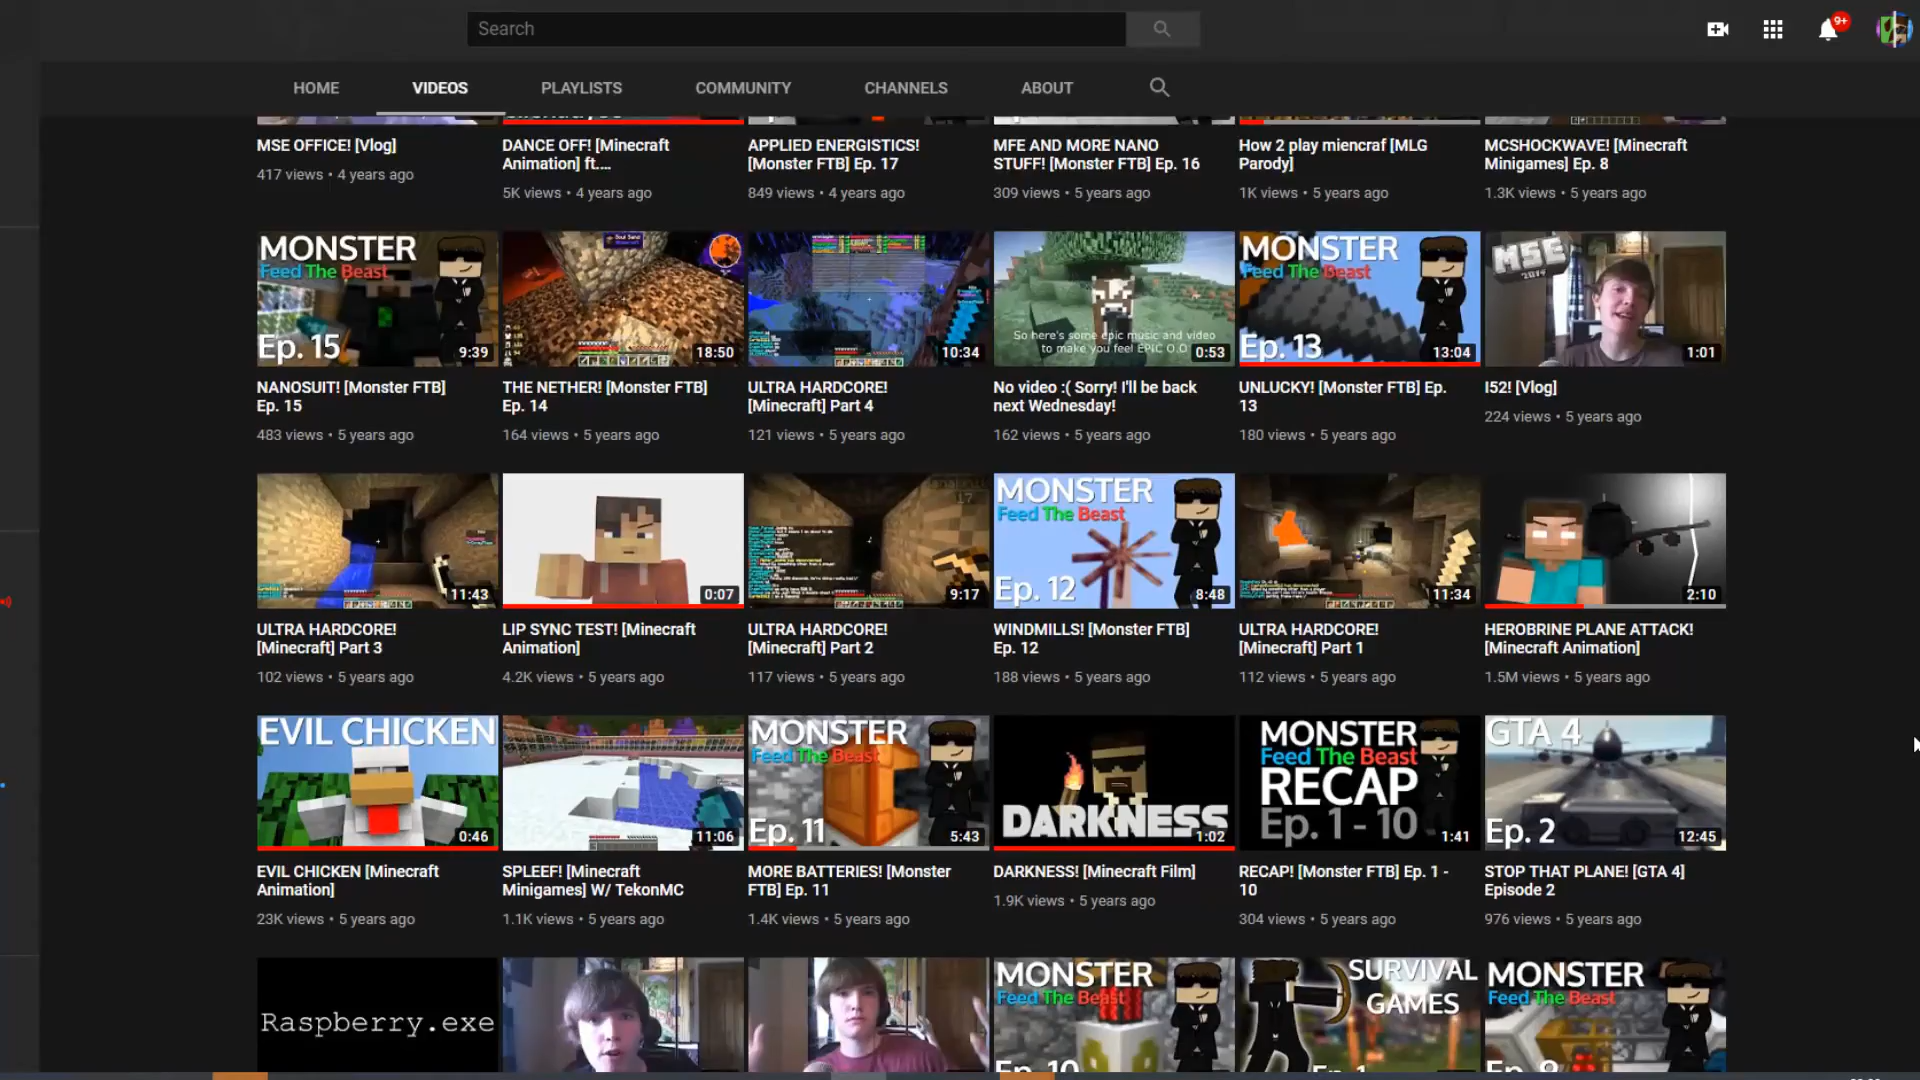 Search
9+
HOME VIDEOS PLAYLISTS COMMUNITY CHANNELS ABOUT
MSE OFFICE! [Vlog]
417 views • 4 years ago
DANCE OFF! [Minecraft
Animation] ft....
5K views • 4 years ago
APPLIED ENERGISTICS!
[Monster FTB] Ep. 17
849 views • 4 years ago
MFE AND MORE NANO
STUFF! [Monster FTB] Ep. 16
309 views • 5 years ago
How 2 play miencraf [MLG
Parody]
1K views • 5 years ago
MCSHOCKWAVE! [Minecraft
Minigames] Ep. 8
1.3K views • 5 years ago
MONSTER
Feed The Beast
Ep. 15
9:39
NANOSUIT! [Monster FTB]
Ep. 15
483 views • 5 years ago
18:50
THE NETHER! [Monster FTB]
Ep. 14
164 views • 5 years ago
10:34
ULTRA HARDCORE!
[Minecraft] Part 4
121 views • 5 years ago
So here's some epic music and video
to make you feel EPIC O.O
0:53
No video :( Sorry! I'll be back
next Wednesday!
162 views • 5 years ago
MONSTER
Feed The Beast
Ep. 13
13:04
UNLUCKY! [Monster FTB] Ep.
13
180 views • 5 years ago
MSE
2014
1:01
I52! [Vlog]
224 views • 5 years ago
11:43
ULTRA HARDCORE!
[Minecraft] Part 3
102 views • 5 years ago
0:07
LIP SYNC TEST! [Minecraft
Animation]
4.2K views • 5 years ago
17
9:17
ULTRA HARDCORE!
[Minecraft] Part 2
117 views • 5 years ago
MONSTER
Feed The Beast
Ep. 12
8:48
WINDMILLS! [Monster FTB]
Ep. 12
188 views • 5 years ago
11:34
ULTRA HARDCORE!
[Minecraft] Part 1
112 views • 5 years ago
2:10
HEROBRINE PLANE ATTACK!
[Minecraft Animation]
1.5M views • 5 years ago
EVIL CHICKEN
0:46
EVIL CHICKEN [Minecraft
Animation]
23K views • 5 years ago
11:06
SPLEEF! [Minecraft
Minigames] W/ TekonMC
1.1K views • 5 years ago
MONSTER
Feed The Beast
Ep. 11
5:43
MORE BATTERIES! [Monster
FTB] Ep. 11
1.4K views • 5 years ago
DARKNESS
1:02
DARKNESS! [Minecraft Film]
1.9K views • 5 years ago
MONSTER
Feed The Beast
RECAP
Ep. 1 - 10
1:41
RECAP! [Monster FTB] Ep. 1 -
10
304 views • 5 years ago
GTA 4
Ep. 2
12:45
STOP THAT PLANE! [GTA 4]
Episode 2
976 views • 5 years ago
Raspberry.exe
MONSTER
Feed The Beast
Ep. 10
SURVIVAL
GAMES
Ep. 1
MONSTER
Feed The Beast
Ep. 9